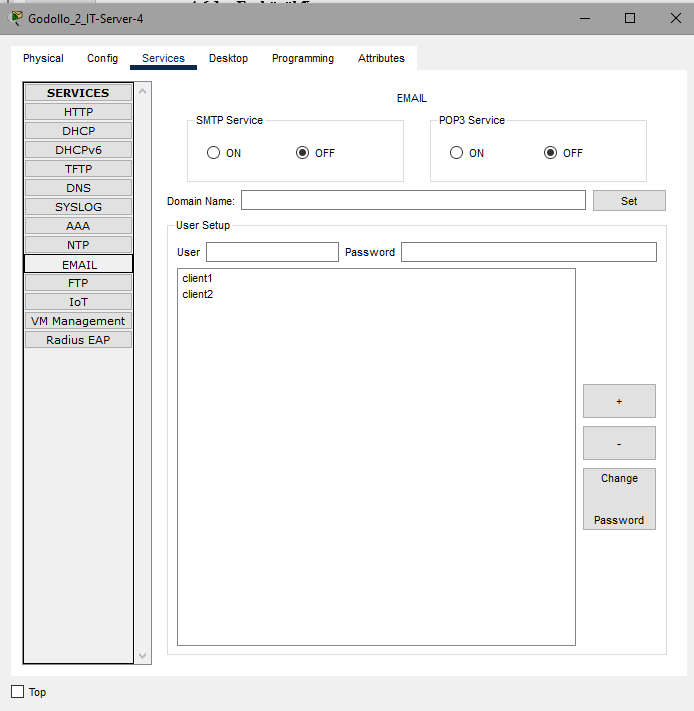 Godollo_2_IT-Server-4
Physical Config Services Desktop Programming Attributes
SERVICES
HTTP
DHCP
DHCPv6
TFTP
DNS
SYSLOG
AAA
NTP
EMAIL
FTP
IoT
VM Management
Radius EAP
EMAIL
SMTP Service
ON OFF
POP3 Service
ON OFF
Domain Name: Set
User Setup
User Password
client1
client2
+
-
Change
Password
Top